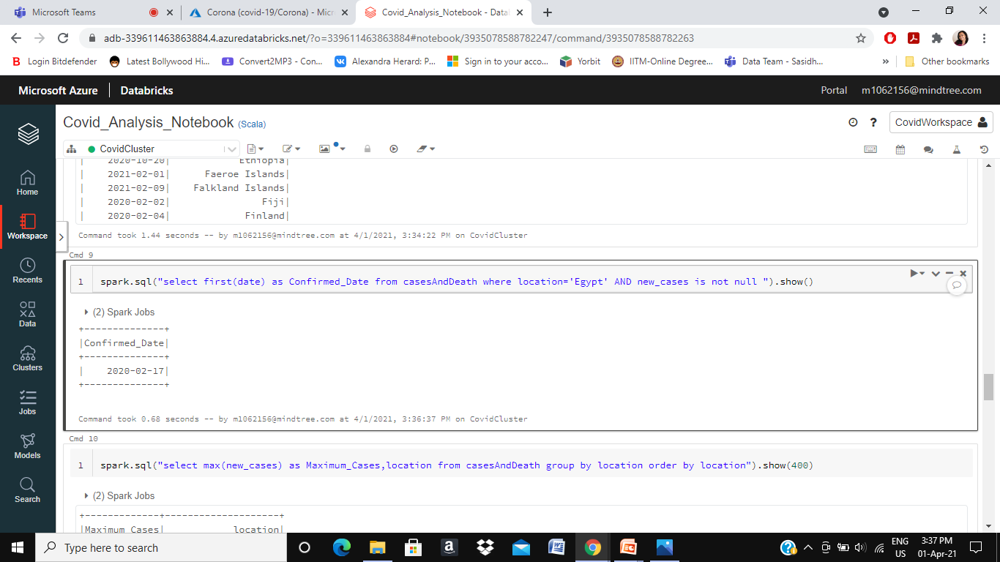 Microsoft Teams
Corona (covid-19/Corona) - Micr
Covid_Analysis_Notebook - Datal
adb-339611463863884.4.azuredatabricks.net/?o=339611463863884#notebook/3935078588782247/command/3935078588782263
Login Bitdefender
Latest Bollywood Hi...
Convert2MP3 - Con...
Alexandra Herard: P...
Sign in to your acco...
Yorbit
IITM-Online Degree...
Data Team - Sasidh...
»
Other bookmarks
Microsoft Azure | Databricks
Portal
m1062156@mindtree.com
Covid_Analysis_Notebook (Scala)
CovidWorkspace
CovidCluster
Home
Workspace
Recents
Data
Clusters
Jobs
Models
Search
| 2020-10-20| Ethiopia|
| 2021-02-01| Faeroe Islands|
| 2021-02-09| Falkland Islands|
| 2020-02-02| Fiji|
| 2020-02-04| Finland|
Command took 1.44 seconds -- by m1062156@mindtree.com at 4/1/2021, 3:34:22 PM on CovidCluster
Cmd 9
1 spark.sql("select first(date) as Confirmed_Date from casesAndDeath where location='Egypt' AND new_cases is not null ").show()
(2) Spark Jobs
+--------------+
|Confirmed_Date|
+--------------+
| 2020-02-17|
+--------------+
Command took 0.68 seconds -- by m1062156@mindtree.com at 4/1/2021, 3:36:37 PM on CovidCluster
Cmd 10
1 spark.sql("select max(new_cases) as Maximum_Cases,location from casesAndDeath group by location order by location").show(400)
(2) Spark Jobs
+-------------+--------------------+
|Maximum_Cases| location|
Type here to search
ENG
US
3:37 PM
01-Apr-21